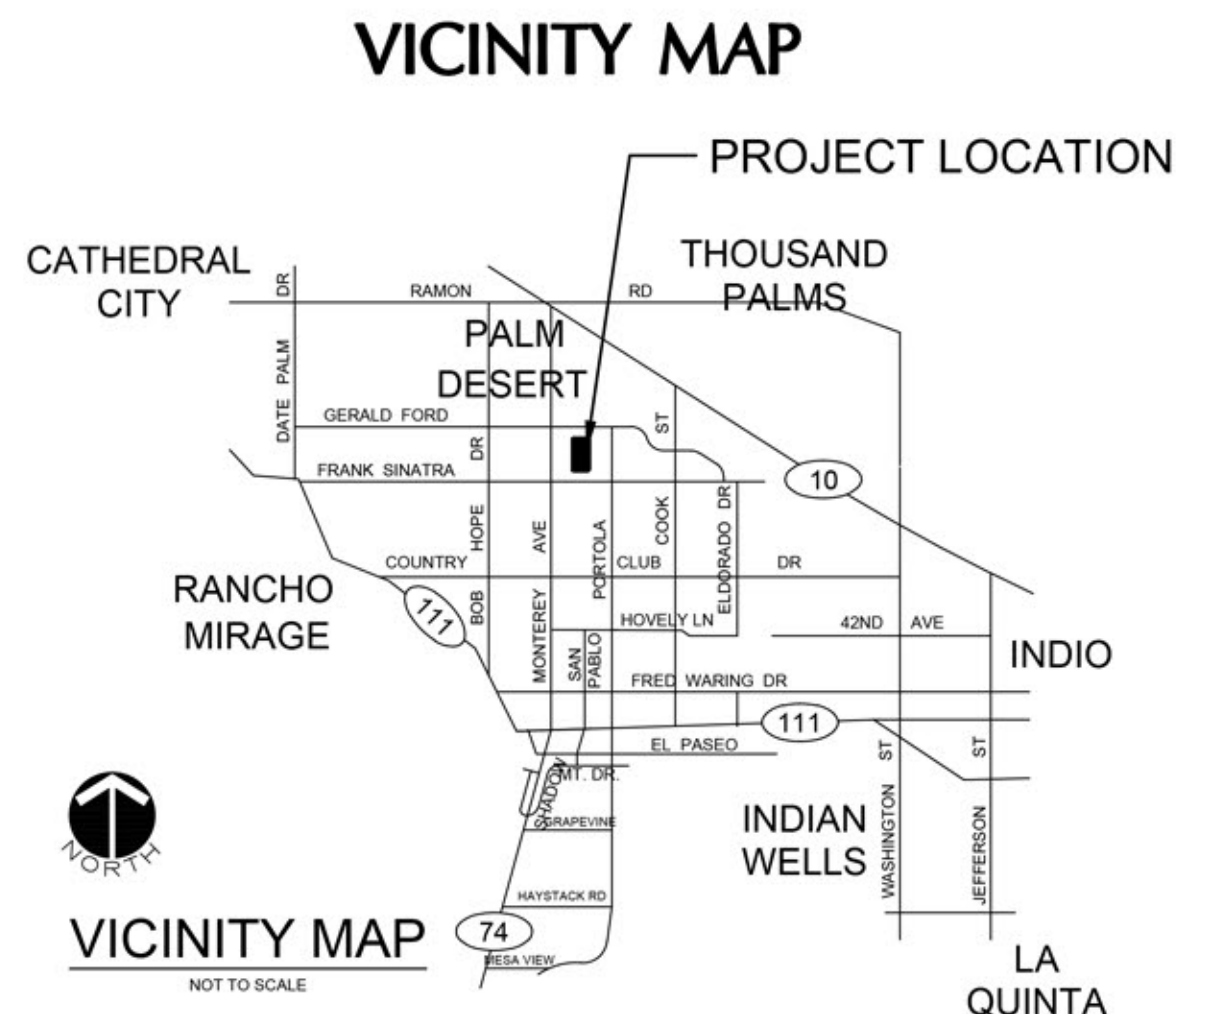 VICINITY MAP
PROJECT LOCATION
CATHEDRAL
CITY
THOUSAND
PALMS
DATE PALM DR
RAMON RD
PALM
DESERT
GERALD FORD
FRANK SINATRA
10
BOB HOPE DR
MONTEREY AVE
PORTOLA
COOK ST
ELDORADO DR
COUNTRY CLUB DR
RANCHO
MIRAGE
111
HOVELY LN
42ND AVE
SAN
PABLO
INDIO
FRED WARING DR
111
EL PASEO
SHADOW
MT. DR.
GRAPEVINE
INDIAN
WELLS
WASHINGTON ST
JEFFERSON ST
NORTH
HAYSTACK RD
74
MESA VIEW
VICINITY MAP
NOT TO SCALE
LA
QUINTA